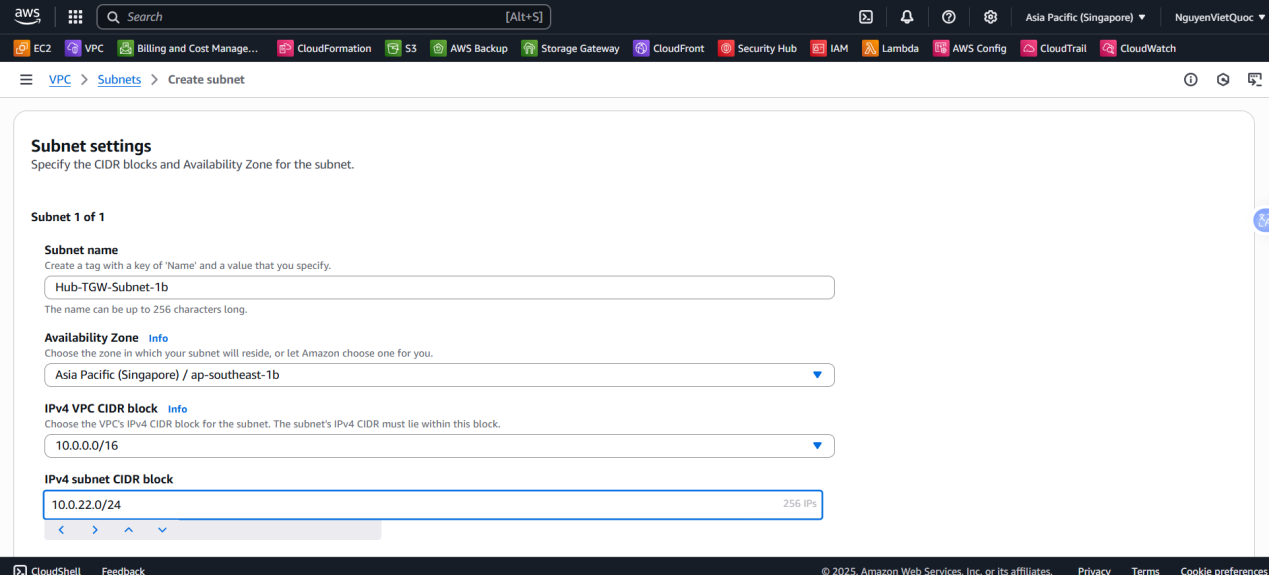 aws Search [Alt+S] Asia Pacific (Singapore) NguyenVietQuoc
EC2 VPC Billing and Cost Manage... CloudFormation S3 AWS Backup Storage Gateway CloudFront Security Hub IAM Lambda AWS Config CloudTrail CloudWatch
VPC Subnets Create subnet
Subnet settings
Specify the CIDR blocks and Availability Zone for the subnet.
Subnet 1 of 1
Subnet name
Create a tag with a key of 'Name' and a value that you specify.
Hub-TGW-Subnet-1b
The name can be up to 256 characters long.
Availability Zone Info
Choose the zone in which your subnet will reside, or let Amazon choose one for you.
Asia Pacific (Singapore) / ap-southeast-1b
IPv4 VPC CIDR block Info
Choose the VPC's IPv4 CIDR block for the subnet. The subnet's IPv4 CIDR must lie within this block.
10.0.0.0/16
IPv4 subnet CIDR block
10.0.22.0/24 256 IPs
CloudShell Feedback © 2025, Amazon Web Services, Inc. or its affiliates. Privacy Terms Cookie preferences